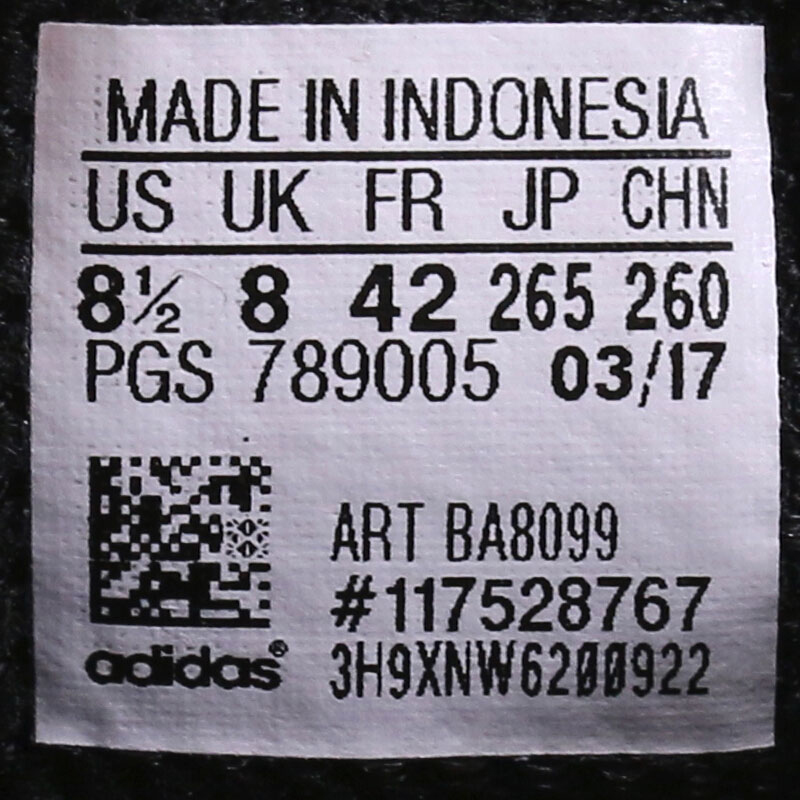 MADE IN INDONESIA
US UK FR JP CHN
8½ 8 42 265 260
PGS 789005 03/17
ART BA8099
#117528767
adidas®
3H9XNW6200922